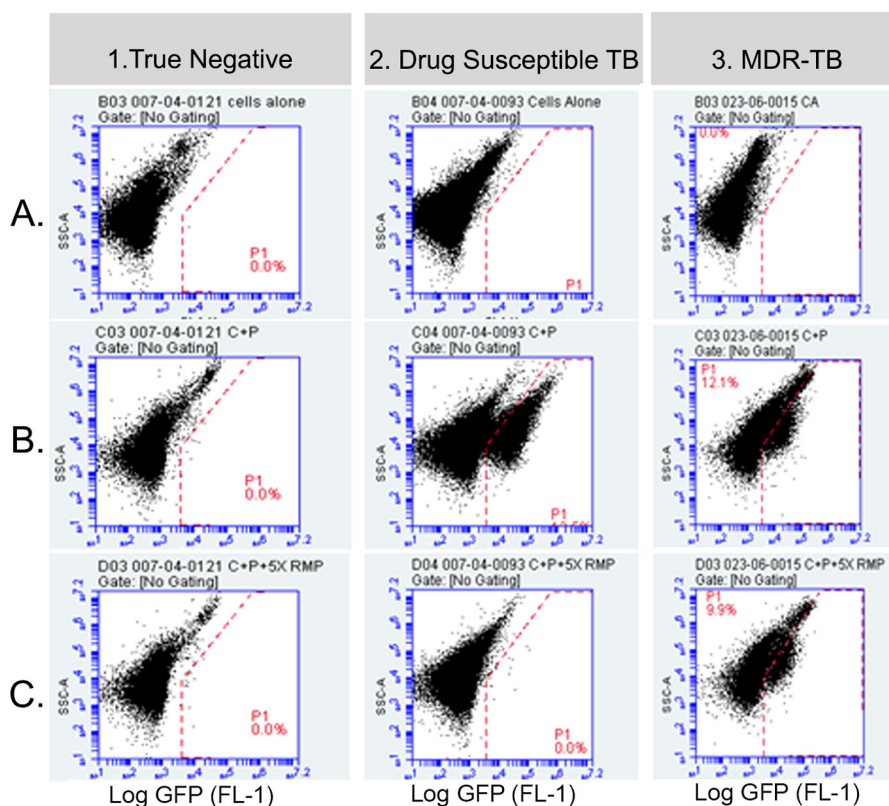 1.True Negative
2. Drug Susceptible TB
3. MDR-TB
A.
B03 007-04-0121 cells alone
Gate: [No Gating]
SSC-A
P1
0.0%
B04 007-04-0093 Cells Alone
Gate: [No Gating]
SSC-A
P1
B03 023-06-0015 CA
Gate: [No Gating]
0.0%
SSC-A
B.
C03 007-04-0121 C+P
Gate: [No Gating]
SSC-A
P1
0.0%
C04 007-04-0093 C+P
Gate: [No Gating]
SSC-A
P1
C03 023-06-0015 C+P
Gate: [No Gating]
P1
12.1%
SSC-A
C.
D03 007-04-0121 C+P+5X RMP
Gate: [No Gating]
SSC-A
P1
0.0%
D04 007-04-0093 C+P+5X RMP
Gate: [No Gating]
SSC-A
P1
0.0%
D03 023-06-0015 C+P+5X RMP
Gate: [No Gating]
P1
9.9%
SSC-A
Log GFP (FL-1)
Log GFP (FL-1)
Log GFP (FL-1)